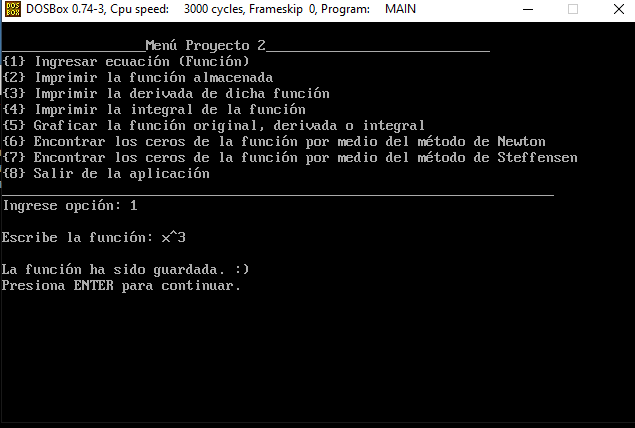 DOSBox 0.74-3, Cpu speed: 3000 cycles, Frameskip 0, Program: MAIN
__________________Menú Proyecto 2____________________________
{1} Ingresar ecuación (Función)
{2} Imprimir la función almacenada
{3} Imprimir la derivada de dicha función
{4} Imprimir la integral de la función
{5} Graficar la función original, derivada o integral
{6} Encontrar los ceros de la función por medio del método de Newton
{7} Encontrar los ceros de la función por medio del método de Steffensen
{8} Salir de la aplicación
_____________________________________________________________________
Ingrese opción: 1
Escribe la función: x^3
La función ha sido guardada. :)
Presiona ENTER para continuar.